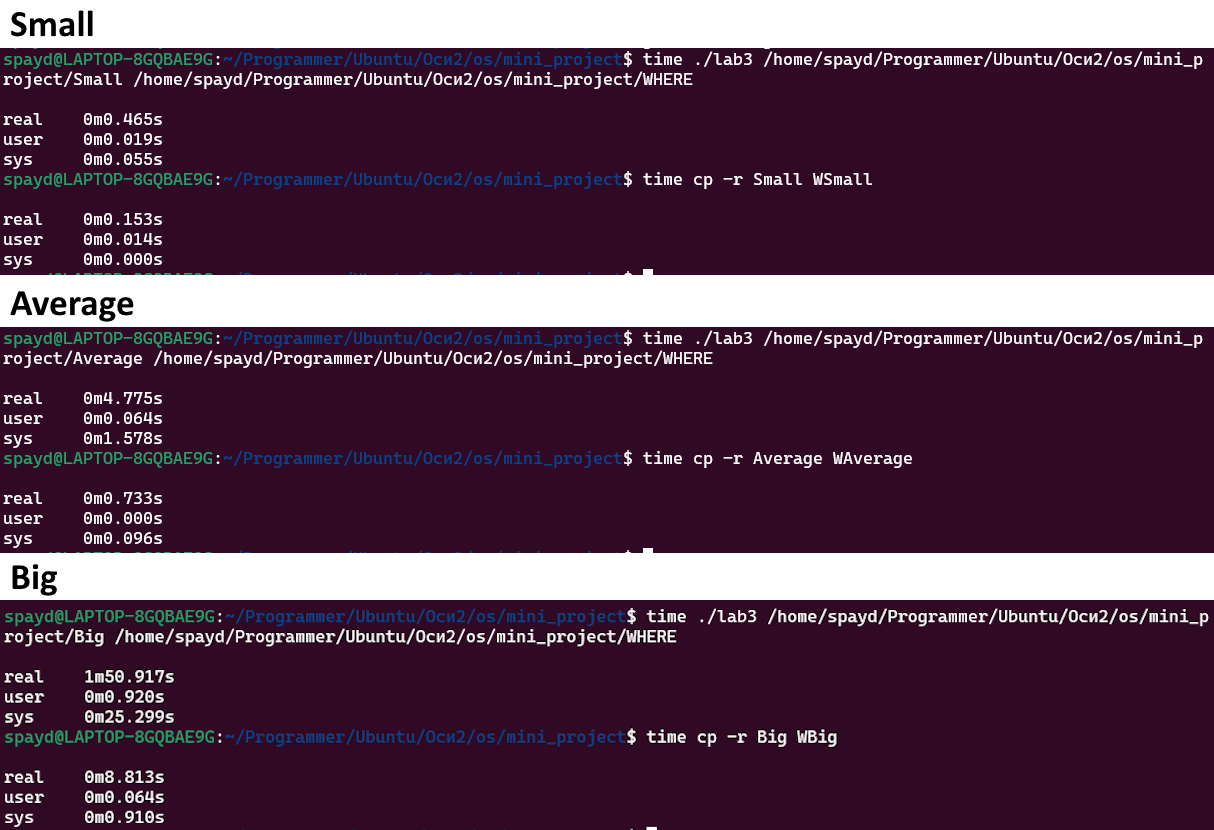 Small
spayd@LAPTOP-8GQBAE9G:~/Programmer/Ubuntu/Оси2/os/mini_project$ time ./lab3 /home/spayd/Programmer/Ubuntu/Оси2/os/mini_p
roject/Small /home/spayd/Programmer/Ubuntu/Оси2/os/mini_project/WHERE
real 0m0.465s
user 0m0.019s
sys 0m0.055s
spayd@LAPTOP-8GQBAE9G:~/Programmer/Ubuntu/Оси2/os/mini_project$ time cp -r Small WSmall
real 0m0.153s
user 0m0.014s
sys 0m0.000s
Average
spayd@LAPTOP-8GQBAE9G:~/Programmer/Ubuntu/Оси2/os/mini_project$ time ./lab3 /home/spayd/Programmer/Ubuntu/Оси2/os/mini_p
roject/Average /home/spayd/Programmer/Ubuntu/Оси2/os/mini_project/WHERE
real 0m4.775s
user 0m0.064s
sys 0m1.578s
spayd@LAPTOP-8GQBAE9G:~/Programmer/Ubuntu/Оси2/os/mini_project$ time cp -r Average WAverage
real 0m0.733s
user 0m0.000s
sys 0m0.096s
Big
spayd@LAPTOP-8GQBAE9G:~/Programmer/Ubuntu/Оси2/os/mini_project$ time ./lab3 /home/spayd/Programmer/Ubuntu/Оси2/os/mini_p
roject/Big /home/spayd/Programmer/Ubuntu/Оси2/os/mini_project/WHERE
real 1m50.917s
user 0m0.920s
sys 0m25.299s
spayd@LAPTOP-8GQBAE9G:~/Programmer/Ubuntu/Оси2/os/mini_project$ time cp -r Big WBig
real 0m8.813s
user 0m0.064s
sys 0m0.910s